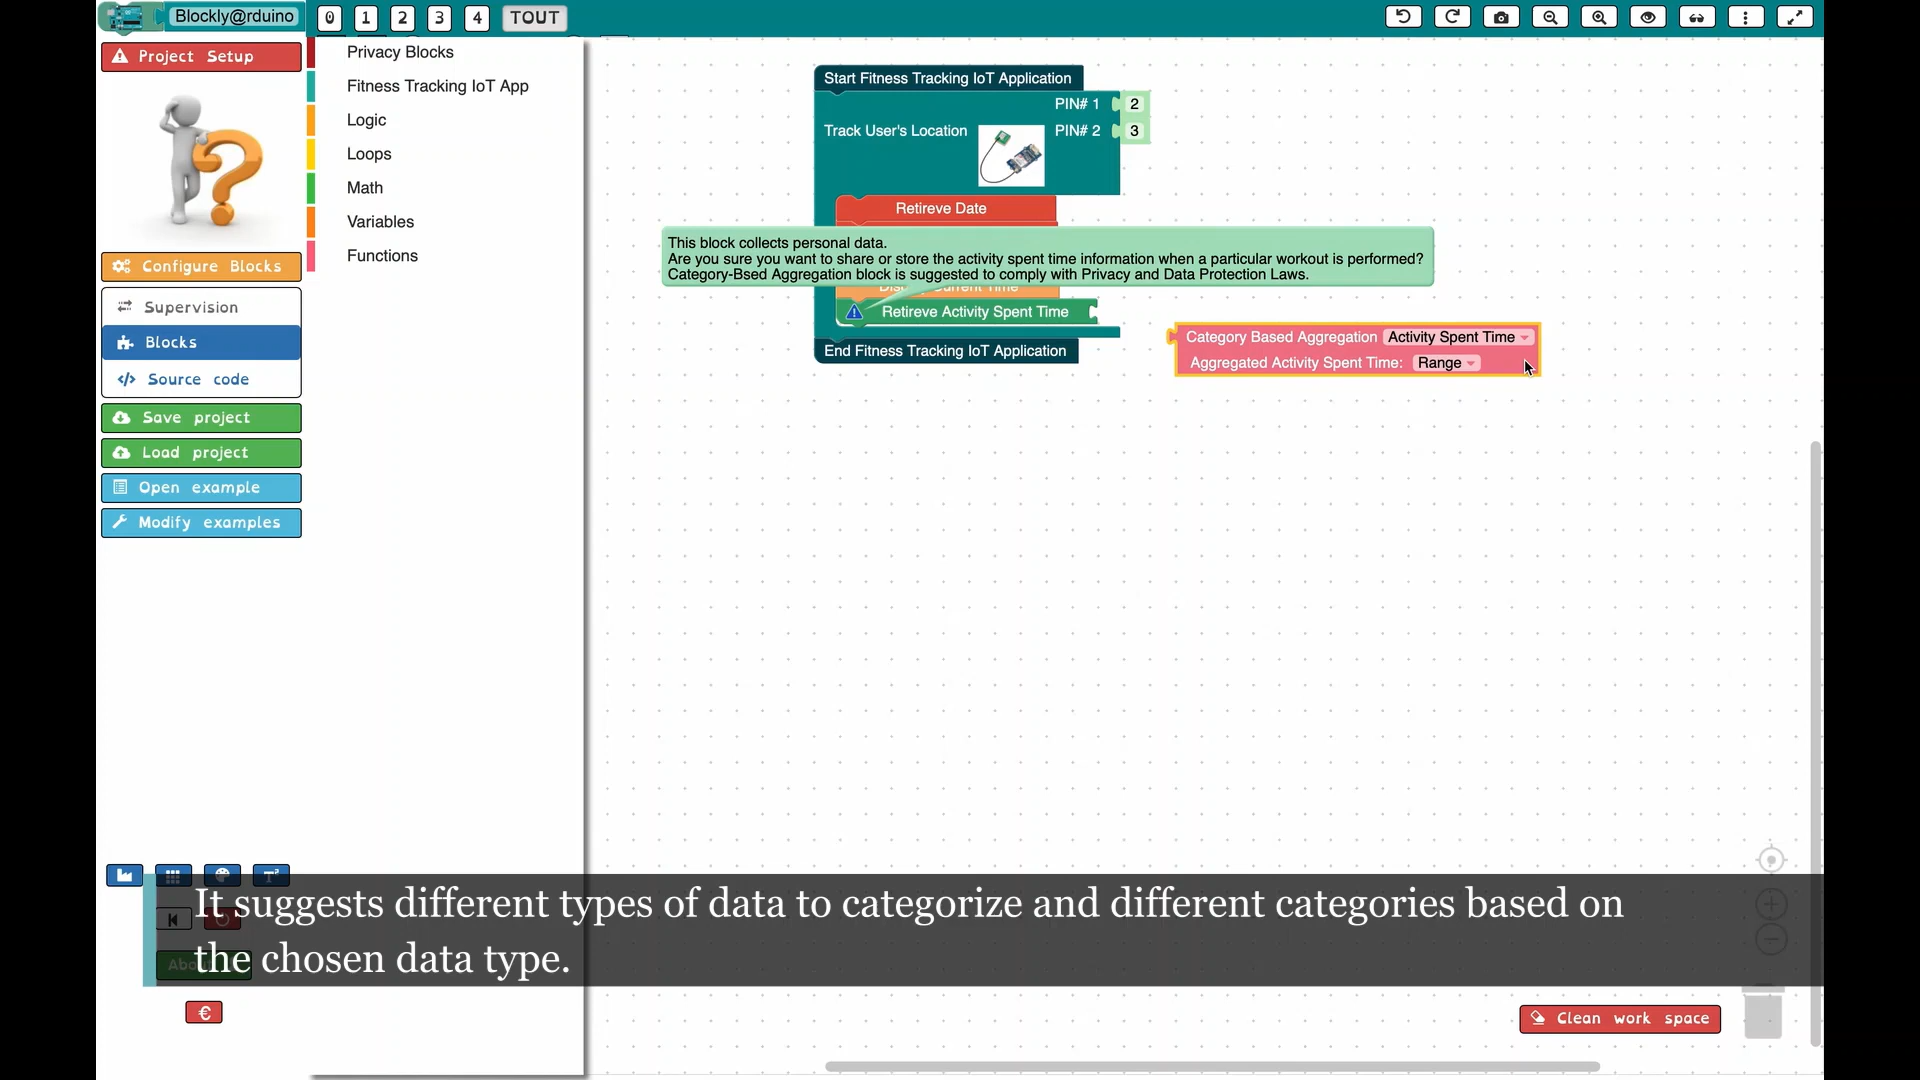 Blockly@rduino
0 1 2 3 4 TOUT
Project Setup
Configure Blocks
Supervision
Blocks
Source code
Save project
Load project
Open example
Modify examples
Privacy Blocks
Fitness Tracking IoT App
Logic
Loops
Math
Variables
Functions
Start Fitness Tracking IoT Application
PIN# 1 2
Track User's Location PIN# 2 3
Retireve Date
This block collects personal data.
Are you sure you want to share or store the activity spent time information when a particular workout is performed?
Category-Bsed Aggregation block is suggested to comply with Privacy and Data Protection Laws.
Display Current Time
Retireve Activity Spent Time
End Fitness Tracking IoT Application
Category Based Aggregation Activity Spent Time
Aggregated Activity Spent Time: Range
It suggests different types of data to categorize and different categories based on
the chosen data type.
€
Clean work space